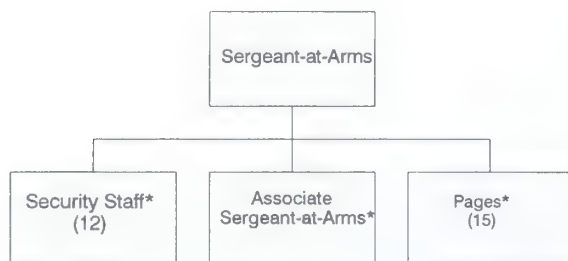 Sergeant-at-Arms
Security Staff*
(12)
Associate
Sergeant-at-Arms*
Pages*
(15)